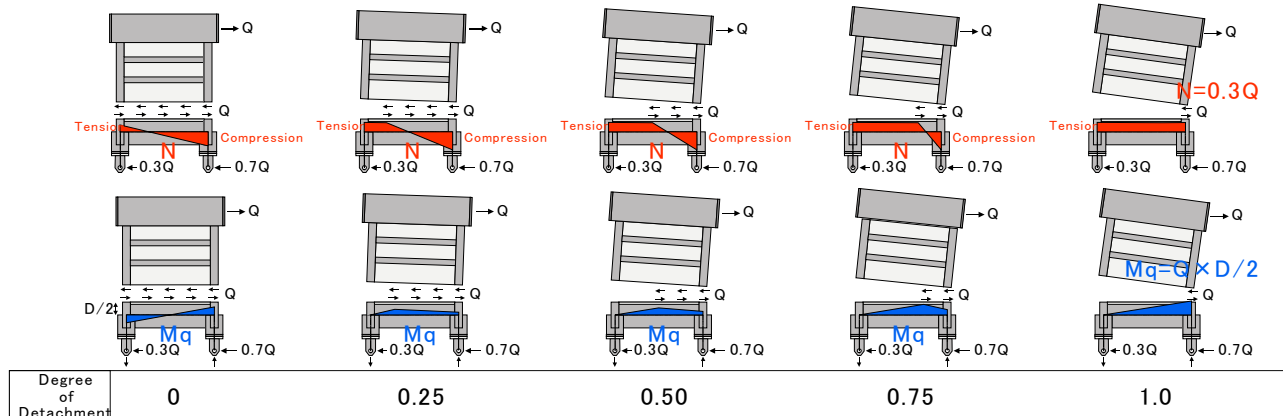 Q Q Q Q Q
Q Q Q Q Q
N=0.3Q
Tension Compression Tension Compression Tension Compression Tension Compression Tension
N N N N
0.3Q 0.7Q 0.3Q 0.7Q 0.3Q 0.7Q 0.3Q 0.7Q 0.3Q 0.7Q
Q Q Q Q Q
Mq=Q×D/2
Q Q Q Q Q
D/2
Mq Mq Mq Mq
0.3Q 0.7Q 0.3Q 0.7Q 0.3Q 0.7Q 0.3Q 0.7Q 0.3Q 0.7Q
Degree
of
Detachment
0 0.25 0.50 0.75 1.0